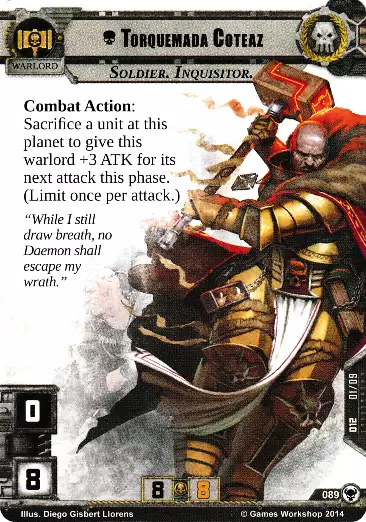 Torquemada Coteaz
WARLORD
Soldier. Inquisitor.
Combat Action:
Sacrifice a unit at this
planet to give this
warlord +3 ATK for its
next attack this phase.
(Limit once per attack.)
“While I still
draw breath, no
Daemon shall
escape my
wrath.”
0
8
8 8
01/09
012
089
Illus. Diego Gisbert Llorens
© Games Workshop 2014